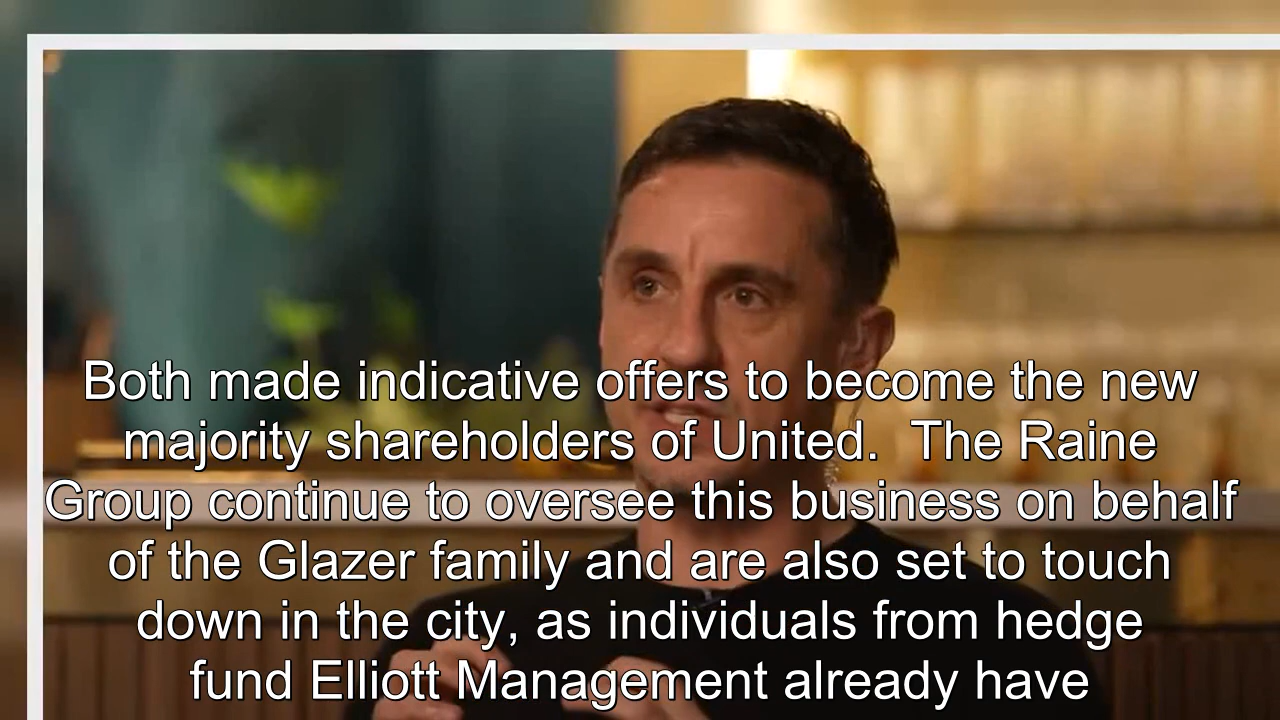 Both made indicative offers to become the new
majority shareholders of United.  The Raine
Group continue to oversee this business on behalf
of the Glazer family and are also set to touch
down in the city, as individuals from hedge
fund Elliott Management already have